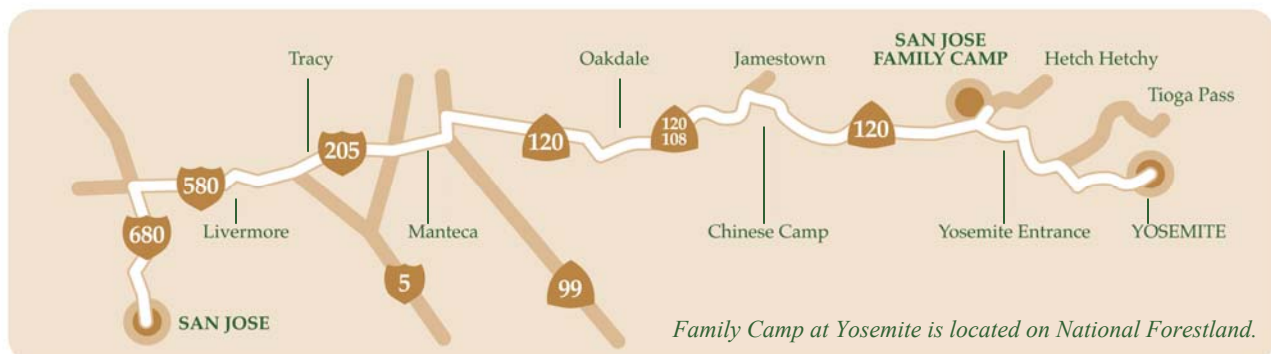 SAN JOSE
FAMILY CAMP
Tracy
Oakdale
Jamestown
Hetch Hetchy
Tioga Pass
205
120
120
108
120
580
680
Livermore
Manteca
Chinese Camp
Yosemite Entrance
YOSEMITE
5
99
SAN JOSE
Family Camp at Yosemite is located on National Forestland.